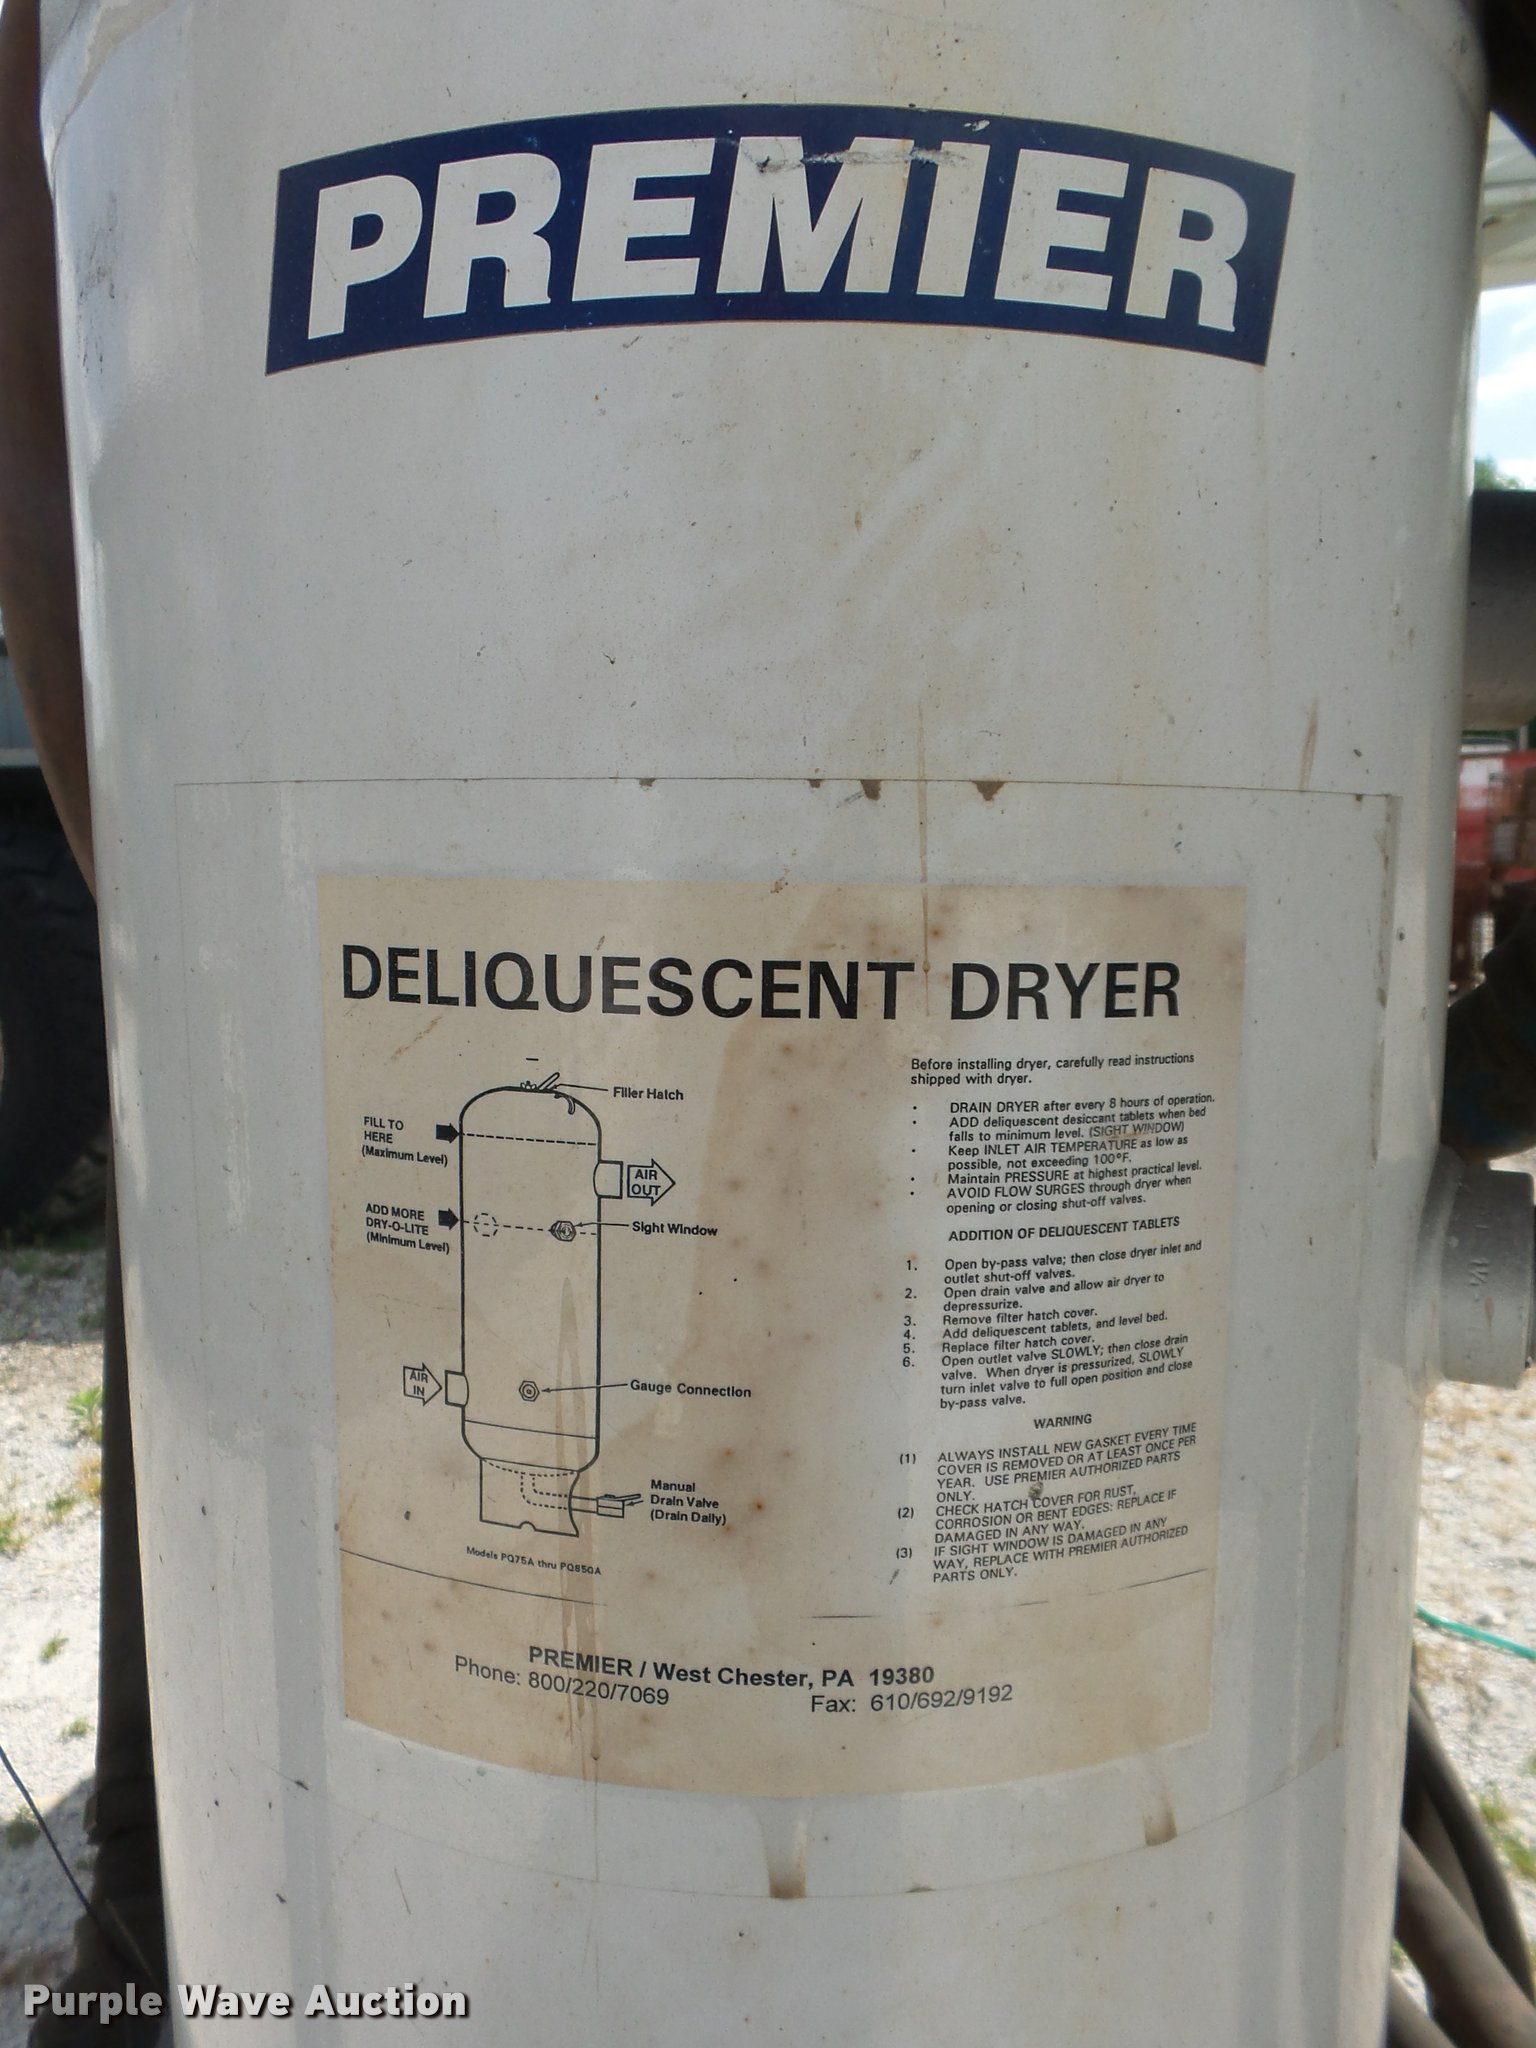 PREMIER
DELIQUESCENT DRYER
Filler Hatch
FILL TO
HERE
(Maximum Level)
AIR
OUT
ADD MORE
DRY-O-LITE
(Minimum Level)
Sight Window
AIR
IN
Gauge Connection
Manual
Drain Valve
(Drain Daily)
Models PQ75A thru PQ850A
Before installing dryer, carefully read instructions
shipped with dryer.
• DRAIN DRYER after every 8 hours of operation.
• ADD deliquescent desiccant tablets when bed
falls to minimum level. (SIGHT WINDOW)
• Keep INLET AIR TEMPERATURE as low as
possible, not exceeding 100°F.
• Maintain PRESSURE at highest practical level.
• AVOID FLOW SURGES through dryer when
opening or closing shut-off valves.
ADDITION OF DELIQUESCENT TABLETS
1. Open by-pass valve; then close dryer inlet and
outlet shut-off valves.
2. Open drain valve and allow air dryer to
depressurize.
3. Remove filter hatch cover.
4. Add deliquescent tablets, and level bed.
5. Replace filter hatch cover.
6. Open outlet valve SLOWLY; then close drain
valve. When dryer is pressurized, SLOWLY
turn inlet valve to full open position and close
by-pass valve.
WARNING
(1) ALWAYS INSTALL NEW GASKET EVERY TIME
COVER IS REMOVED OR AT LEAST ONCE PER
YEAR. USE PREMIER AUTHORIZED PARTS
ONLY.
(2) CHECK HATCH COVER FOR RUST,
CORROSION OR BENT EDGES: REPLACE IF
DAMAGED IN ANY WAY.
(3) IF SIGHT WINDOW IS DAMAGED IN ANY
WAY, REPLACE WITH PREMIER AUTHORIZED
PARTS ONLY.
PREMIER / West Chester, PA 19380
Phone: 800/220/7069 Fax: 610/692/9192
Purple Wave Auction